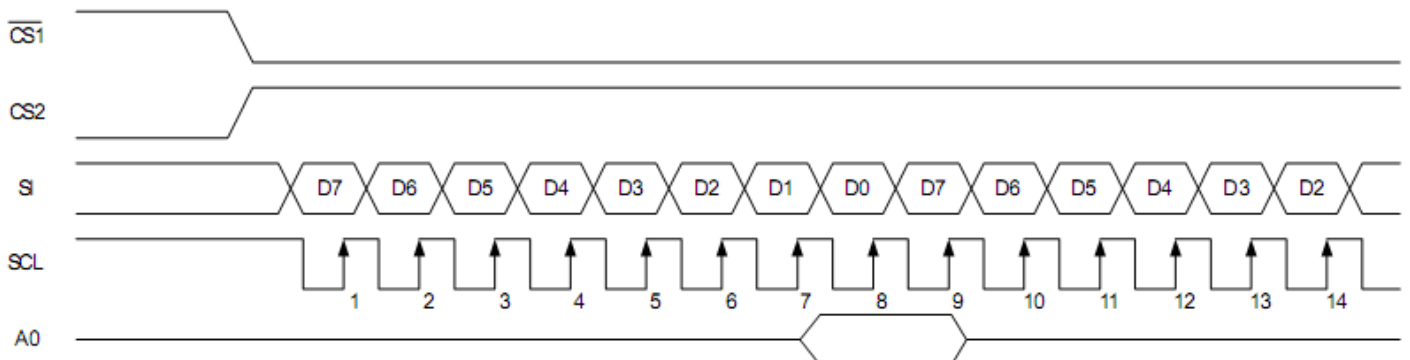 CS1
CS2
SI D7 D6 D5 D4 D3 D2 D1 D0 D7 D6 D5 D4 D3 D2
SCL
1 2 3 4 5 6 7 8 9 10 11 12 13 14
A0